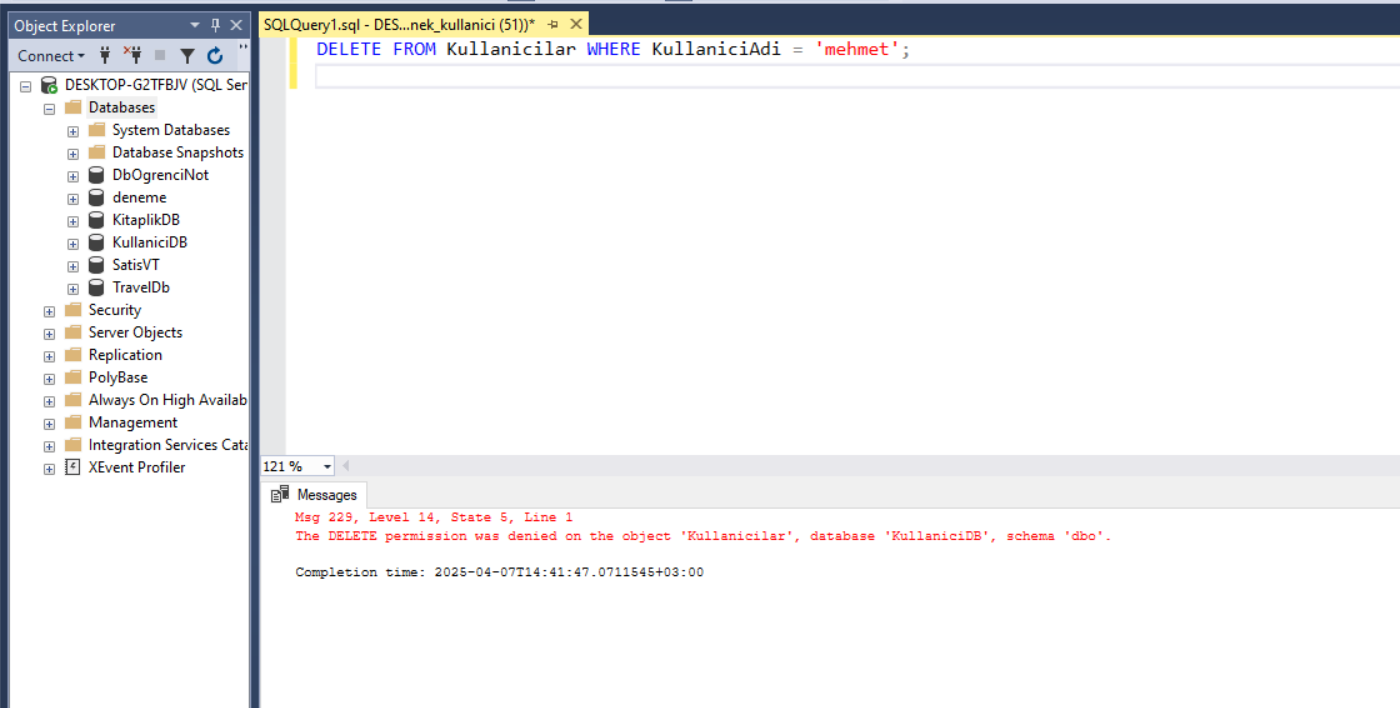 Object Explorer
Connect
DESKTOP-G2TFBJV (SQL Ser
Databases
System Databases
Database Snapshots
DbOgrenciNot
deneme
KitaplikDB
KullaniciDB
SatisVT
TravelDb
Security
Server Objects
Replication
PolyBase
Always On High Availab
Management
Integration Services Cata
XEvent Profiler
SQLQuery1.sql - DES...nek_kullanici (51))*
DELETE FROM Kullanicilar WHERE KullaniciAdi = 'mehmet';
121 %
Messages
Msg 229, Level 14, State 5, Line 1
The DELETE permission was denied on the object 'Kullanicilar', database 'KullaniciDB', schema 'dbo'.
Completion time: 2025-04-07T14:41:47.0711545+03:00